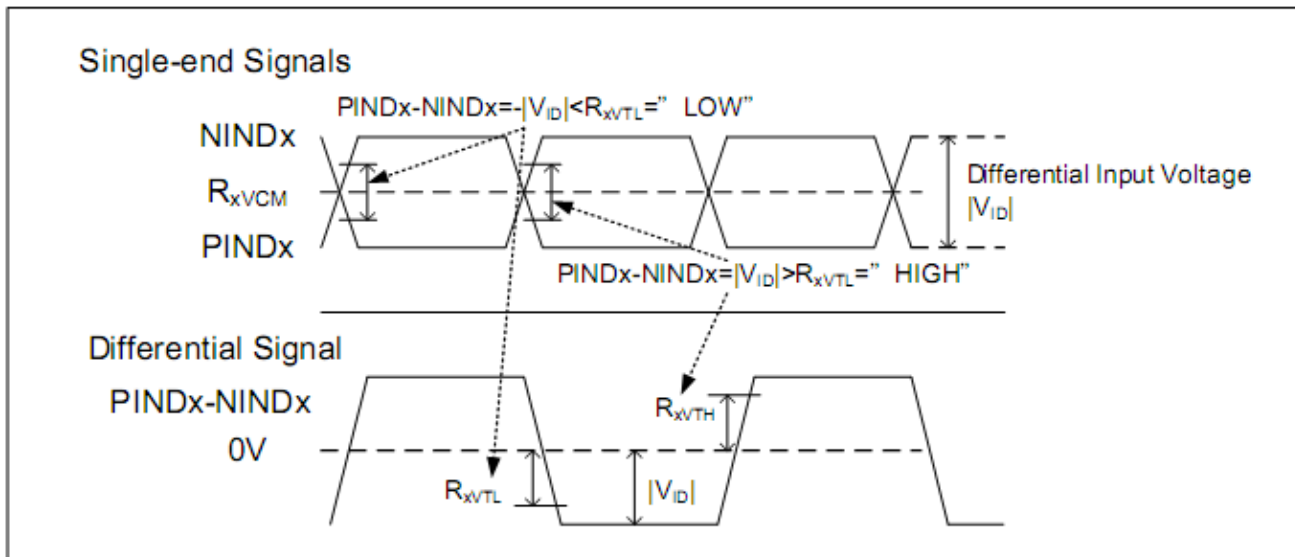 Single-end Signals
PINDx-NINDx=-|VID|<RxVTL=” LOW”
NINDx
RxVCM
PINDx
Differential Input Voltage
|VID|
PINDx-NINDx=|VID|>RxVTL=” HIGH”
Differential Signal
PINDx-NINDx
0V
RxVTH
RxVTL
|VID|